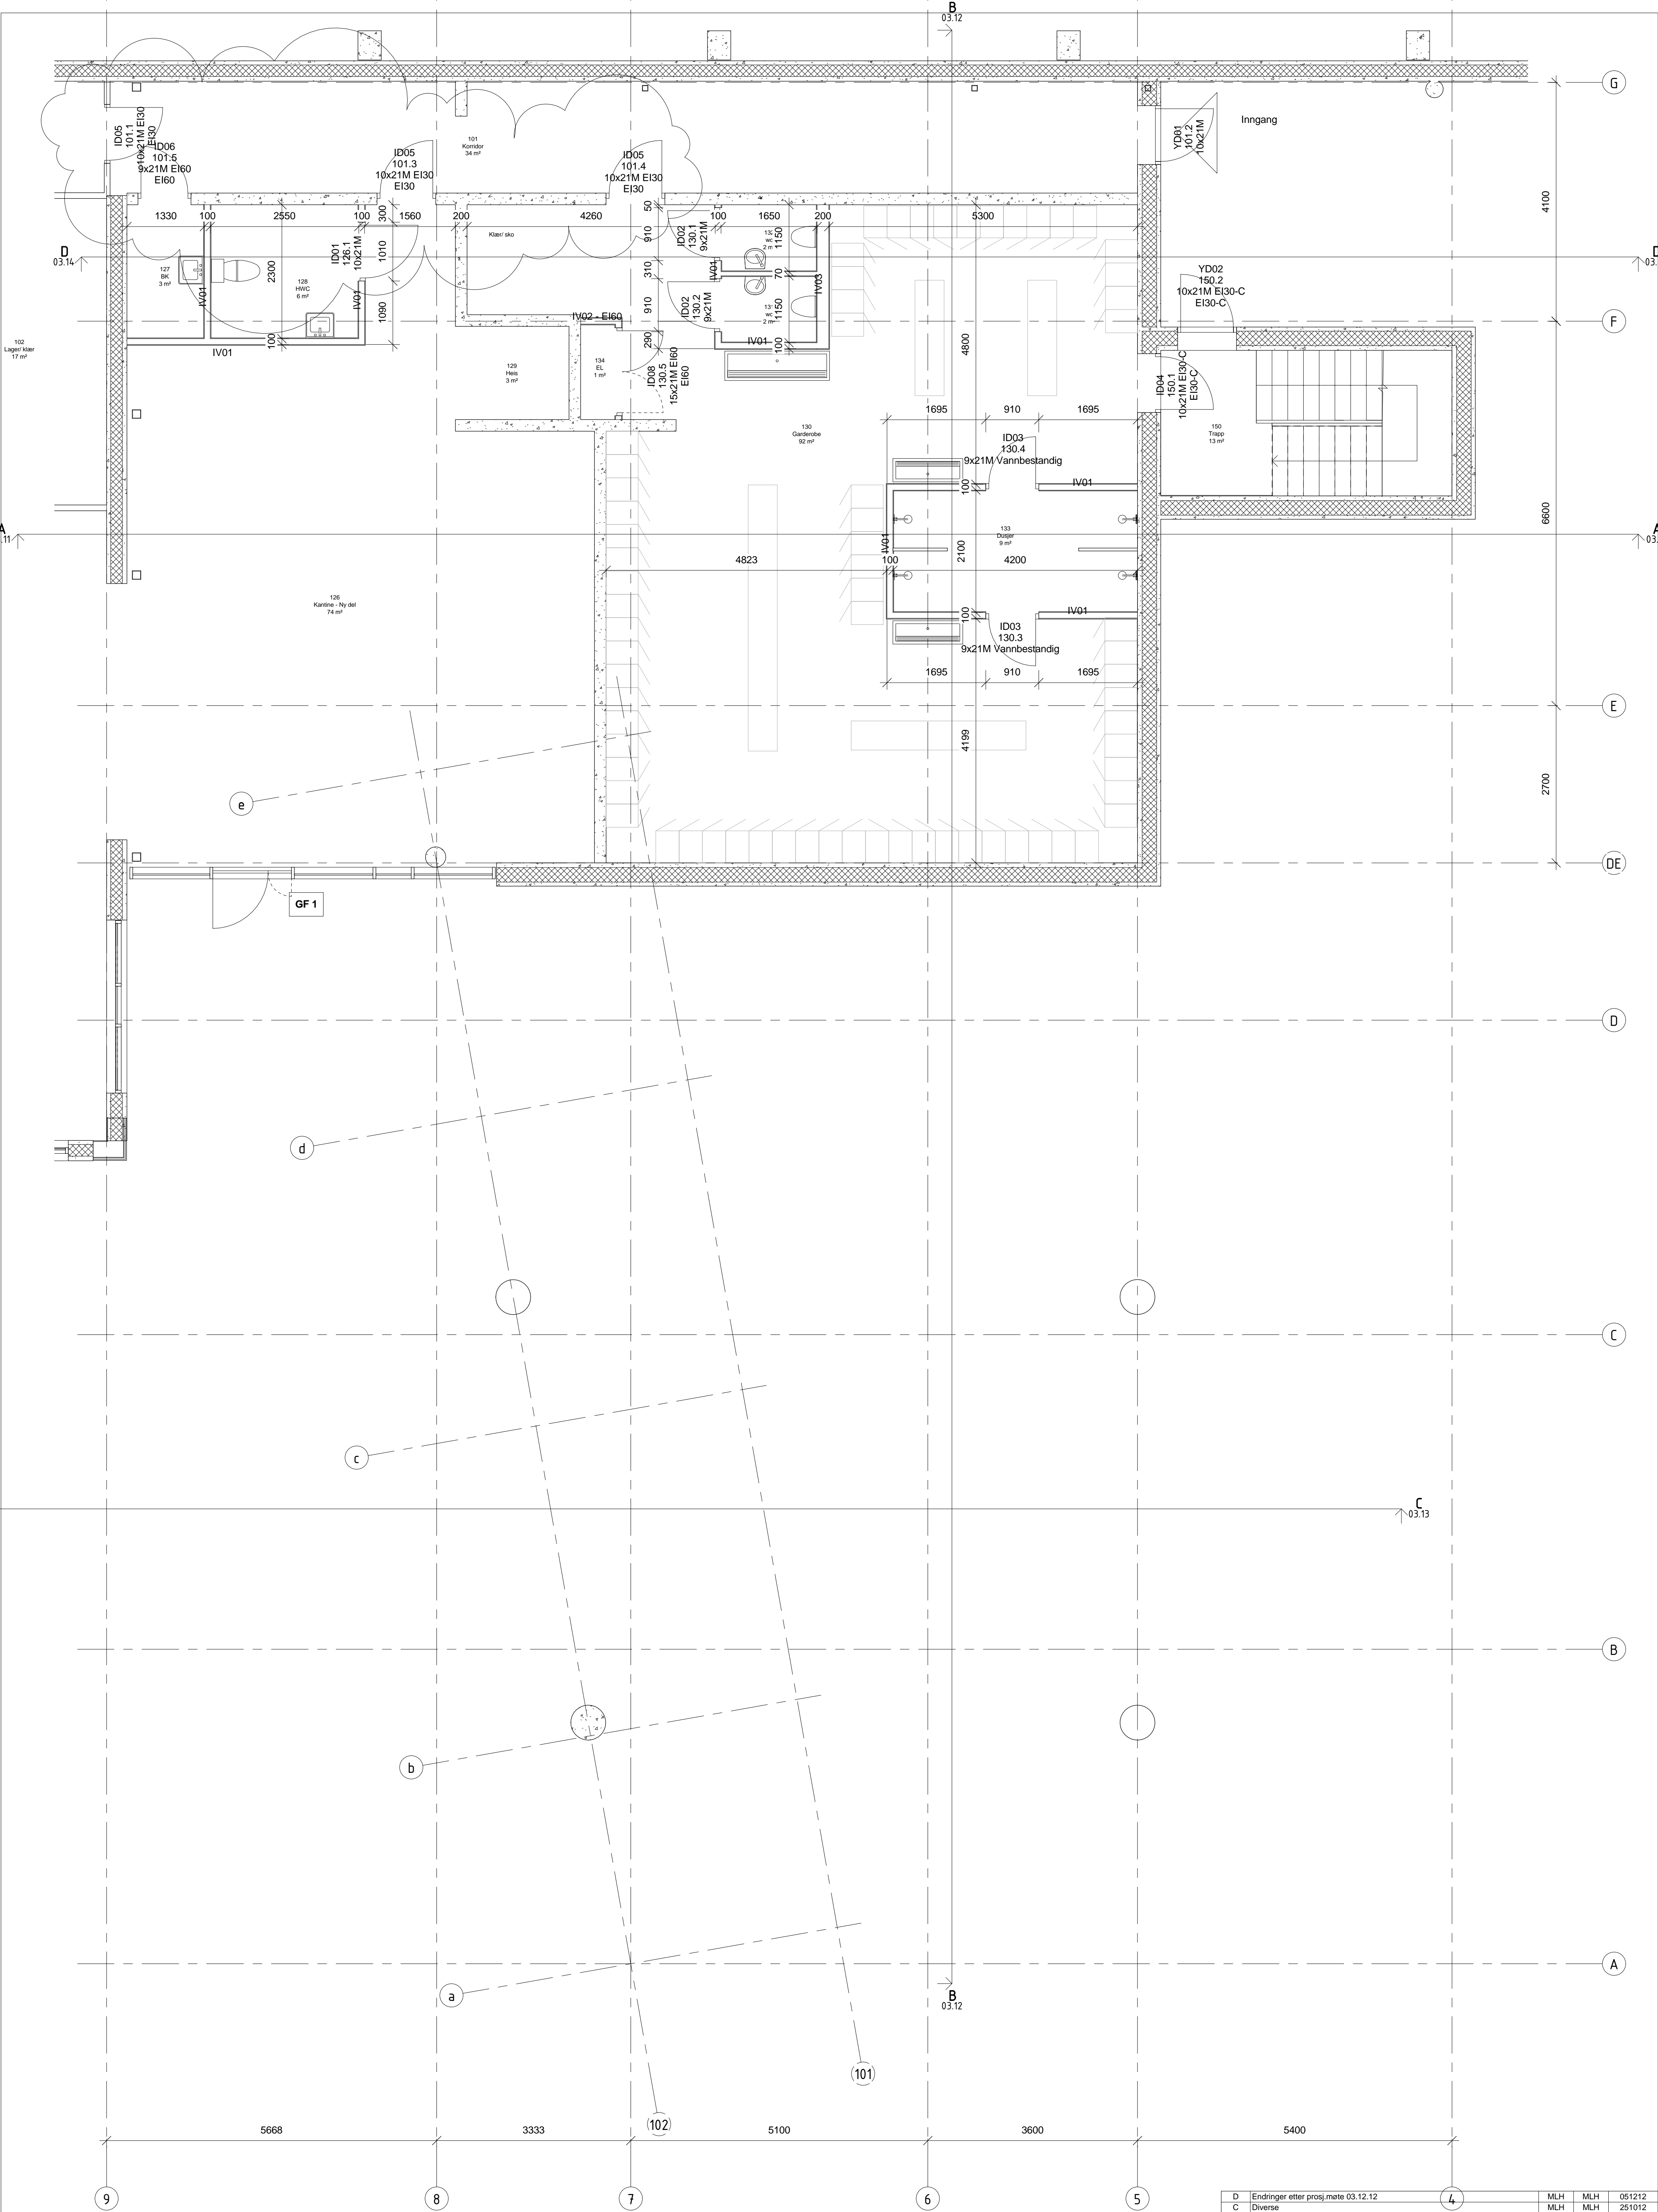 B
03.12
G
Inngang
YD01
101.2
10x21M
ID05
101.1
10x21M EI30
EI30
ID06
101.5
9x21M EI60
EI60
ID05
101.3
10x21M EI30
EI30
101
Korridor
34 m²
ID05
101.4
10x21M EI30
EI30
4100
1330
100
2550
100
1560
200
4260
100
1650
200
5300
300
1010
1090
50
910
310
910
290
1150
70
1150
100
Klær/ sko
D
03.14
D
03.
127
BK
3 m²
IV01
2300
128
HWC
6 m²
ID01
126.1
10x21M
IV01
100
IV01
ID02
130.1
9x21M
IV01
wc
2 m
ID02
130.2
9x21M
wc
2 m
IV03
IV01
YD02
150.2
10x21M EI30-C
EI30-C
F
102
Lager/ klær
17 m²
IV02 - EI60
129
Heis
3 m²
134
EL
1 m²
ID08
130.5
15x21M EI60
EI60
4800
ID04
150.1
10x21M EI30-C
EI30-C
150
Trapp
13 m²
130
Garderobe
92 m²
1695
910
1695
ID03
130.4
9x21M Vannbestandig
100
IV01
6600
A
.11
A
03.
133
Dusjer
9 m²
IV01
2100
4823
100
4200
126
Kantine - Ny del
74 m²
100
IV01
ID03
130.3
9x21M Vannbestandig
1695
910
1695
E
4199
2700
e
DE
GF 1
D
d
C
c
C
03.13
B
b
A
a
B
03.12
101
102
5668
3333
5100
3600
5400
9
8
7
6
5
4
D Endringer etter prosj.møte 03.12.12 MLH MLH 051212
C Diverse MLH MLH 251012